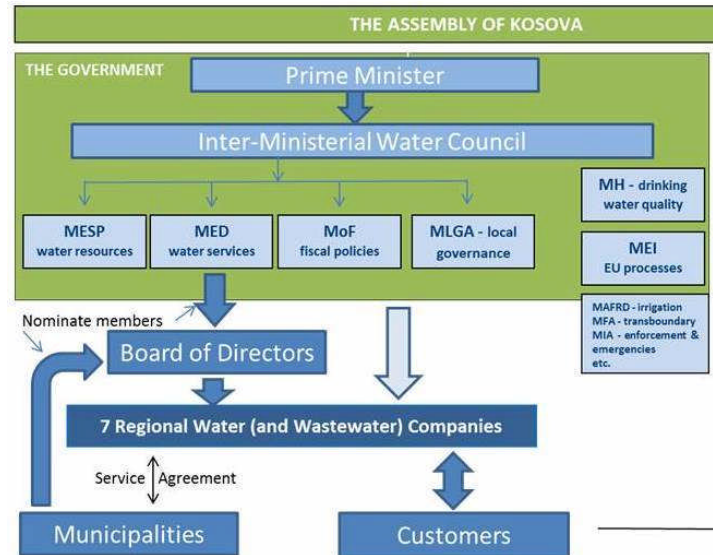 THE ASSEMBLY OF KOSOVA
THE GOVERNMENT
Prime Minister
Inter-Ministerial Water Council
MESP
water resources
MED
water services
MoF
fiscal policies
MLGA - local
governance
MH - drinking
water quality
MEI
EU processes
MAFRD - irrigation
MFA - transboundary
MIA - enforcement &
emergencies
etc.
Nominate members
Board of Directors
7 Regional Water (and Wastewater) Companies
Service Agreement
Municipalities
Customers